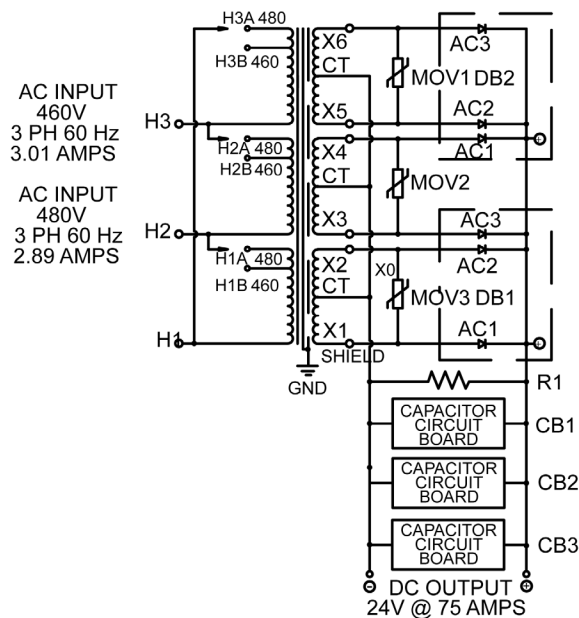 H3A 480
H3B 460
AC INPUT
460V
3 PH 60 Hz
3.01 AMPS
AC INPUT
480V
3 PH 60 Hz
2.89 AMPS
H3
H2A 480
H2B 460
H2
H1A 480
H1B 460
H1
X6
CT
X5
X4
CT
X3
X2
CT
X1
SHIELD
GND
MOV1 DB2
MOV2
X0
MOV3 DB1
AC3
AC2
AC1
AC3
AC2
AC1
R1
CAPACITOR
CIRCUIT
BOARD
CB1
CAPACITOR
CIRCUIT
BOARD
CB2
CAPACITOR
CIRCUIT
BOARD
CB3
DC OUTPUT
24V @ 75 AMPS